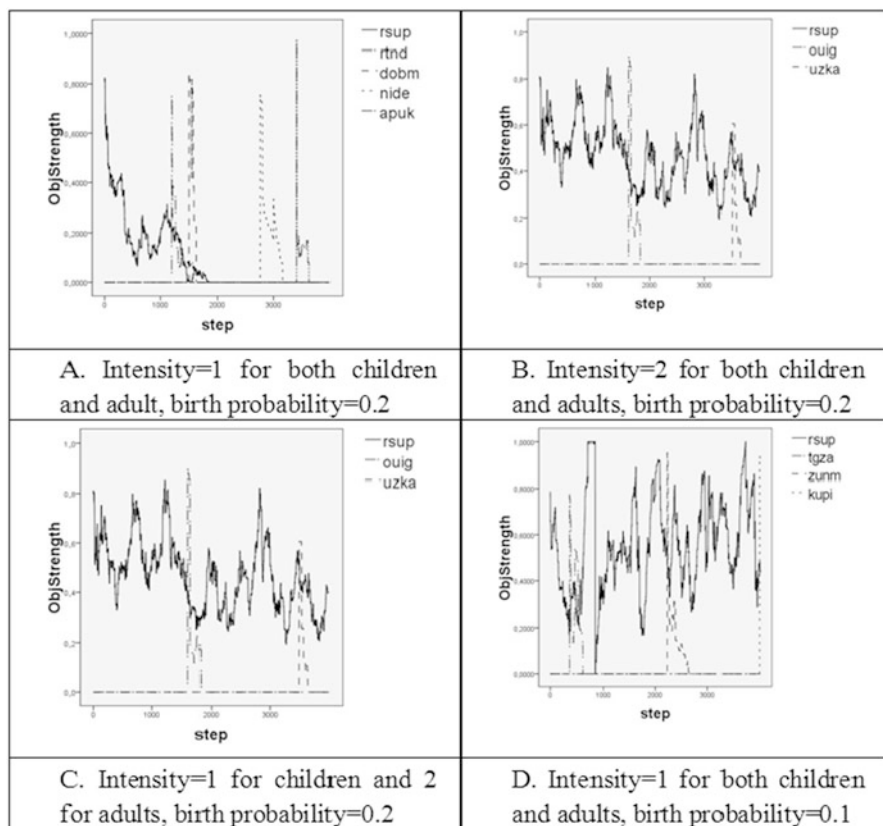 1,0000
0,8000
0,6000
0,4000
0,2000
0,0000
ObjStrength
0 1000 2000 3000
step
rsup
rtnd
dobm
nide
apuk
1,0
0,8
0,6
0,4
0,2
0,0
ObjStrength
0 1000 2000 3000
step
rsup
ouig
uzka
A. Intensity=1 for both children
and adult, birth probability=0.2
B. Intensity=2 for both children
and adults, birth probability=0.2
1,0
0,8
0,6
0,4
0,2
0,0
ObjStrength
0 1000 2000 3000
step
rsup
ouig
uzka
1,0000
0,8000
0,6000
0,4000
0,2000
0,0000
ObjStrength
0 1000 2000 3000
step
rsup
tgza
zunm
kupi
C. Intensity=1 for children and 2
for adults, birth probability=0.2
D. Intensity=1 for both children
and adults, birth probability=0.1